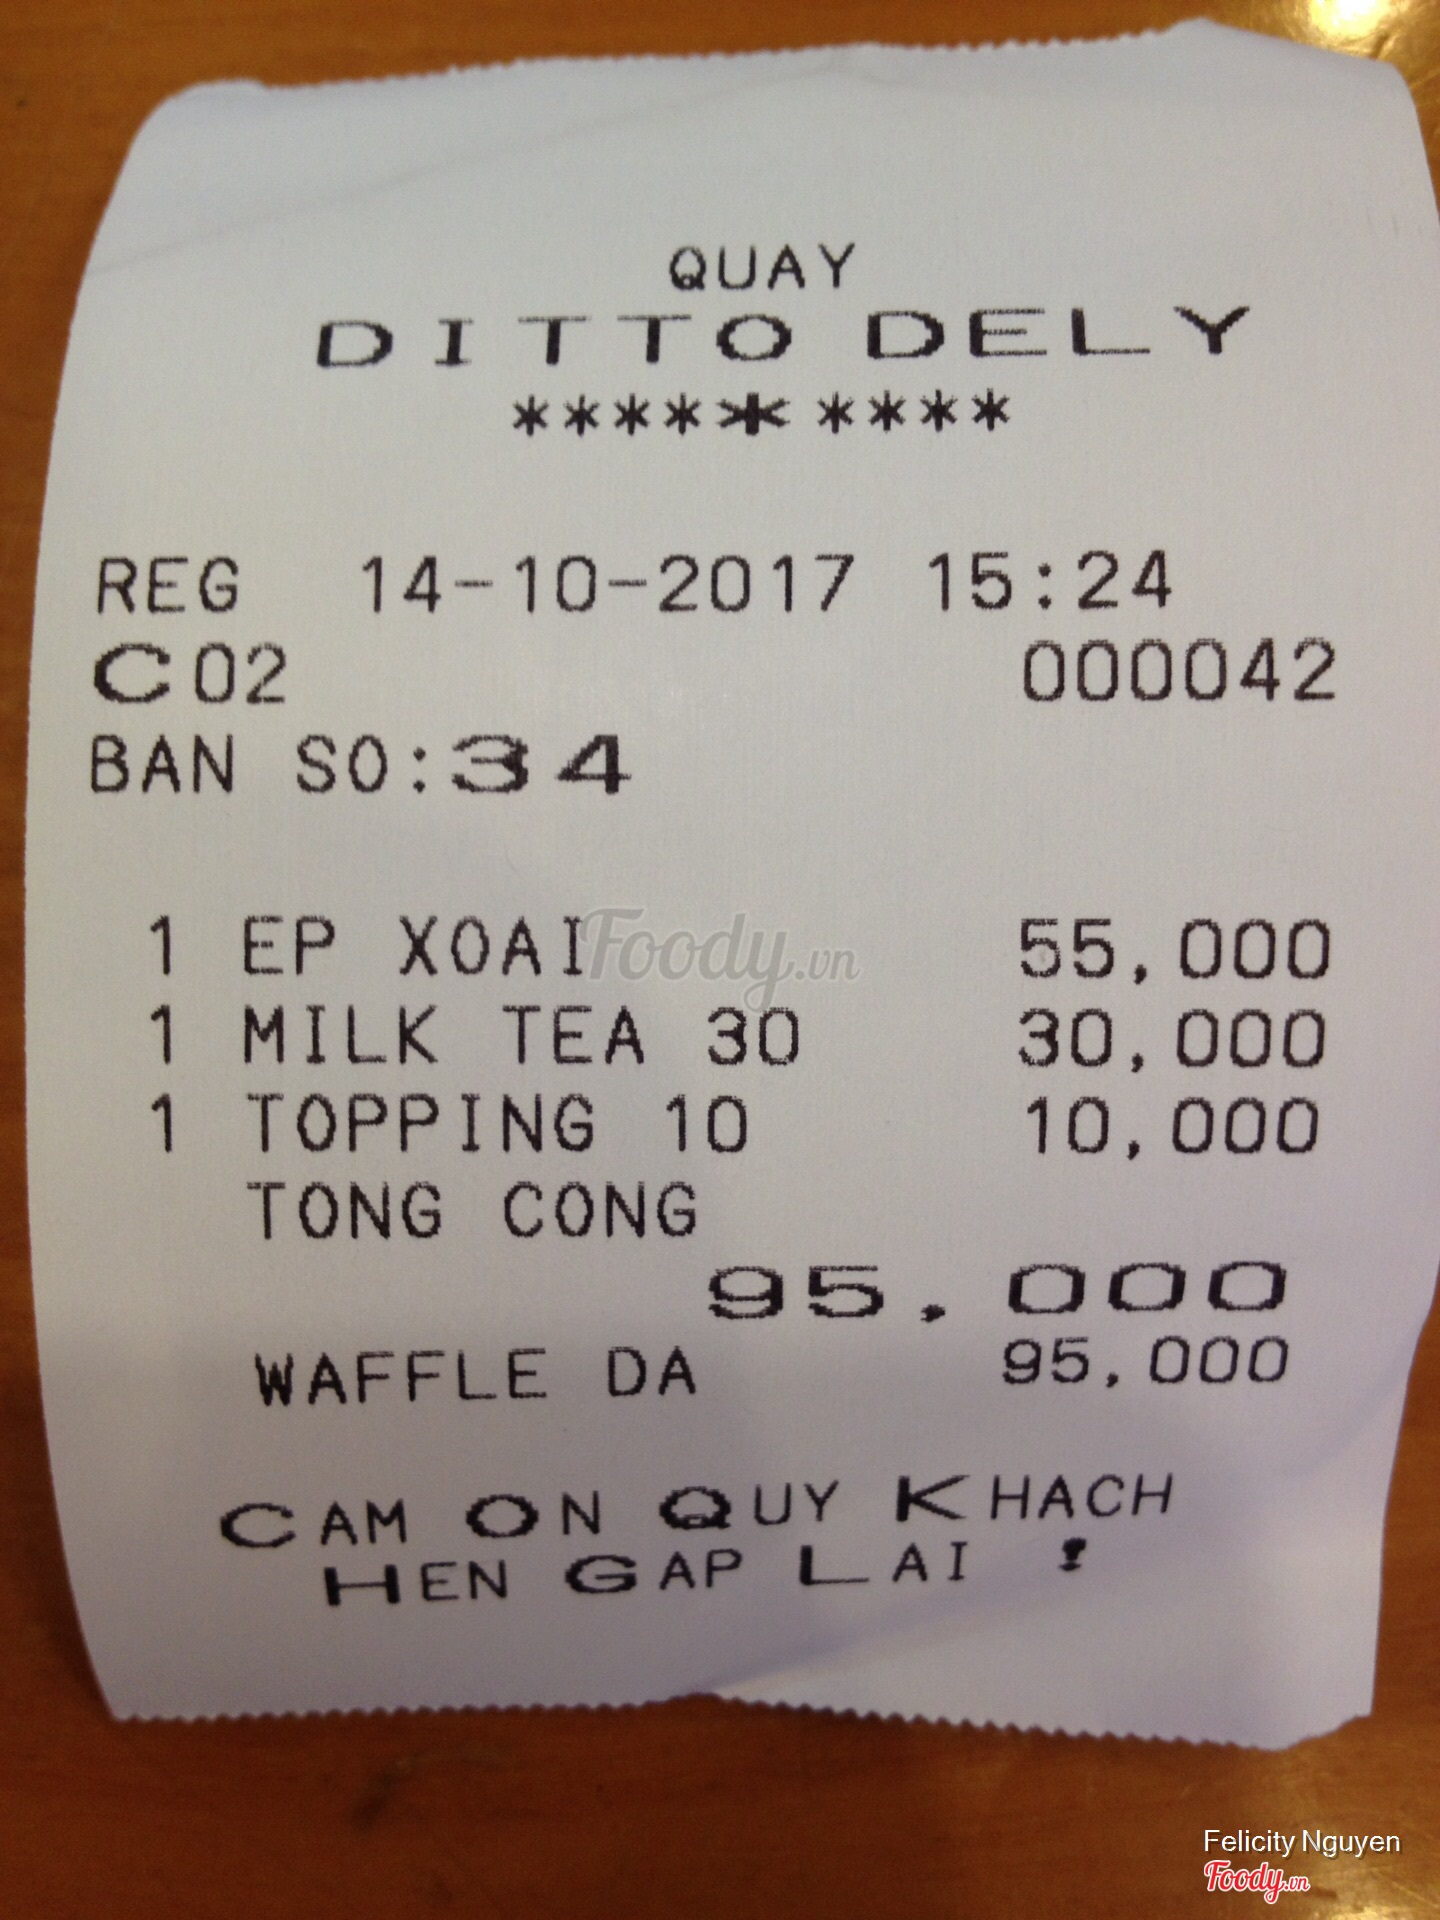 QUAY
DITTO DELY
*********
REG 14-10-2017 15:24
C02 000042
BAN SO:34
1 EP XOAI 55,000
1 MILK TEA 30 30,000
1 TOPPING 10 10,000
TONG CONG
95,000
WAFFLE DA 95,000
CAM ON QUY KHACH
HEN GAP LAI !
Foody.vn
Felicity Nguyen
Foody.vn